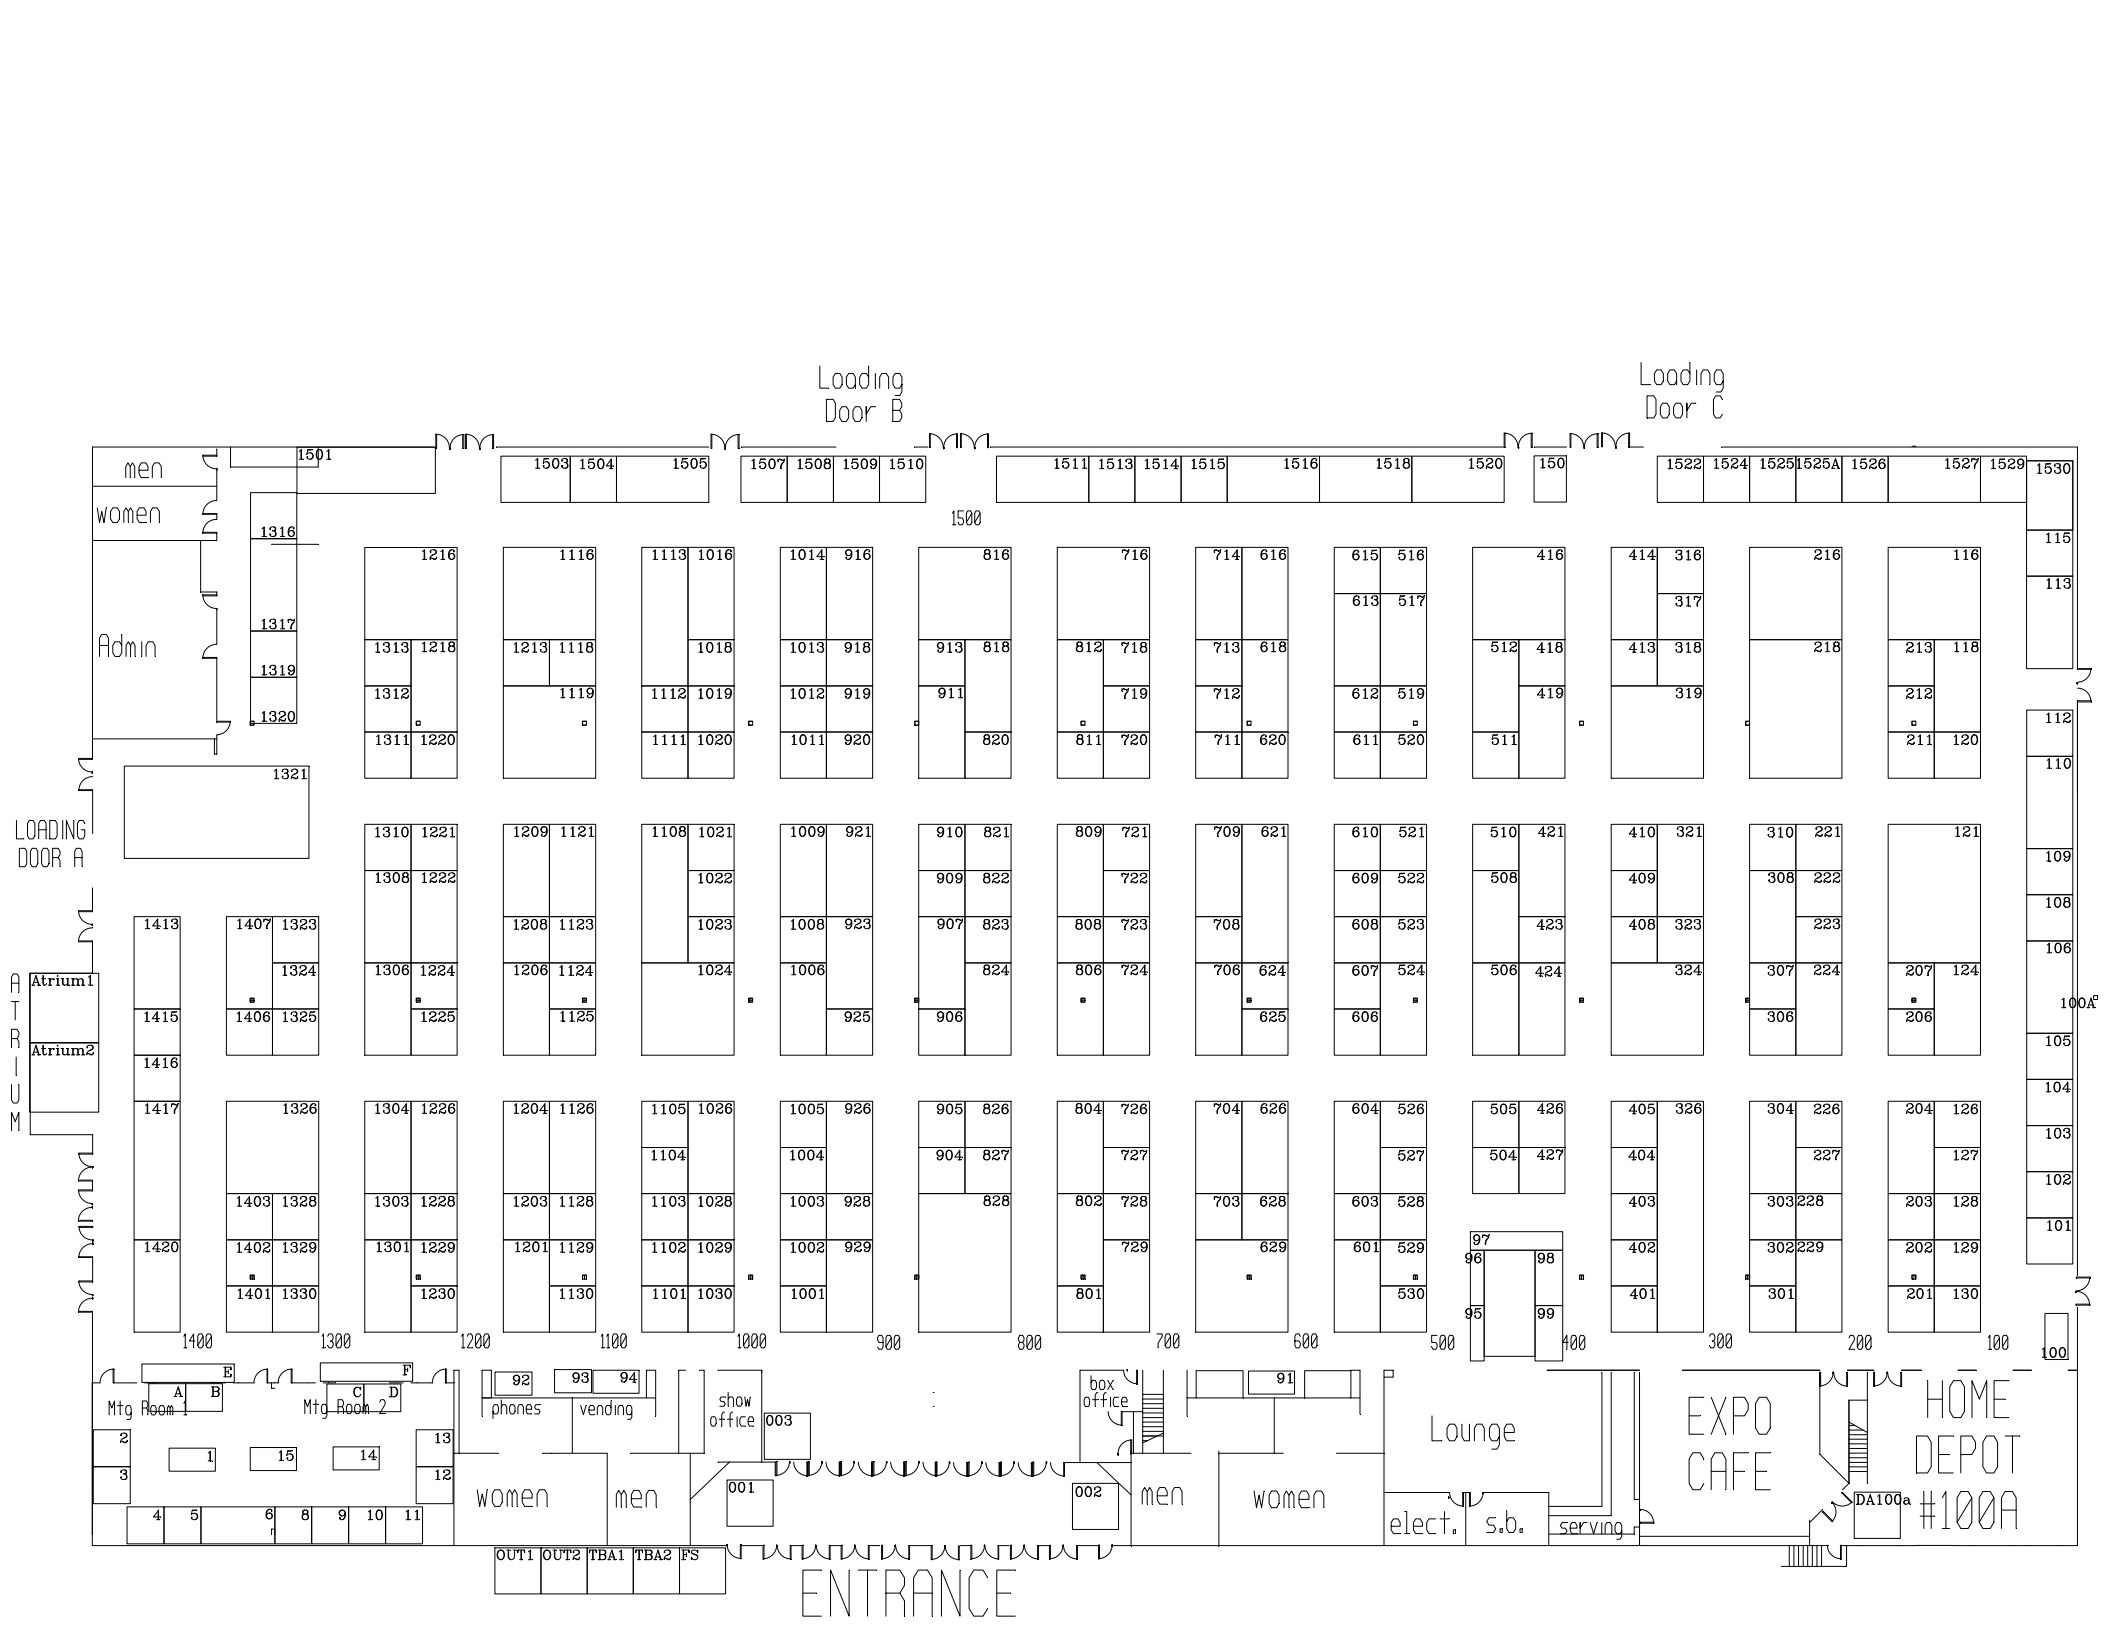 Loading Door B
Loading Door C
1501
men
1503 1504 1505 1507 1508 1509 1510 1511 1513 1514 1515 1516 1518 1520 150 1522 1524 1525 1525A 1526 1527 1529 1530
women
1500
1316
115
1216 1116 1113 1016 1014 916 816 716 714 616 615 516 416 414 316 216 116
113
613 517 317
1317
Admin
1313 1218 1213 1118 1018 1013 918 913 818 812 718 713 618 512 418 413 318 218 213 118
1319
1312 1119 1112 1019 1012 919 911 719 712 612 519 419 319 212
1320
112
1311 1220 1111 1020 1011 920 820 811 720 711 620 611 520 511 211 120
110
1321
LOADING DOOR A
1310 1221 1209 1121 1108 1021 1009 921 910 821 809 721 709 621 610 521 510 421 410 321 310 221 121
109
1308 1222 1022 909 822 722 609 522 508 409 308 222
108
1413 1407 1323 1208 1123 1023 1008 923 907 823 808 723 708 608 523 423 408 323 223
106
1324 1306 1224 1206 1124 1024 1006 824 806 724 706 624 607 524 506 424 324 307 224 207 124
ATRIUM
Atrium1
100A
1415 1406 1325 1225 1125 925 906 625 606 306 206
105
Atrium2
1416
104
1417 1326 1304 1226 1204 1126 1105 1026 1005 926 905 826 804 726 704 626 604 526 505 426 405 326 304 226 204 126
103
1104 1004 904 827 727 527 504 427 404 227 127
102
1403 1328 1303 1228 1203 1128 1103 1028 1003 928 828 802 728 703 628 603 528 403 303 228 203 128
101
97
1420 1402 1329 1301 1229 1201 1129 1102 1029 1002 929 729 629 601 529 402 302 229 202 129
96 98
1401 1330 1230 1130 1101 1030 1001 801 530 401 301 201 130
95 99
1400 1300 1200 1100 1000 900 800 700 600 500 400 300 200 100
100
E F
92 93 94 91
A B C D
Mtg Room 1
Mtg Room 2
phones
vending
show office
box office
HOME DEPOT #100A
EXPO CAFE
Lounge
003
2 13
1 15 14
3 12
women
men
001
002
men
women
DA100a
4 5 6 8 9 10 11
elect.
s.b.
serving
OUT1 OUT2 TBA1 TBA2 FS
ENTRANCE